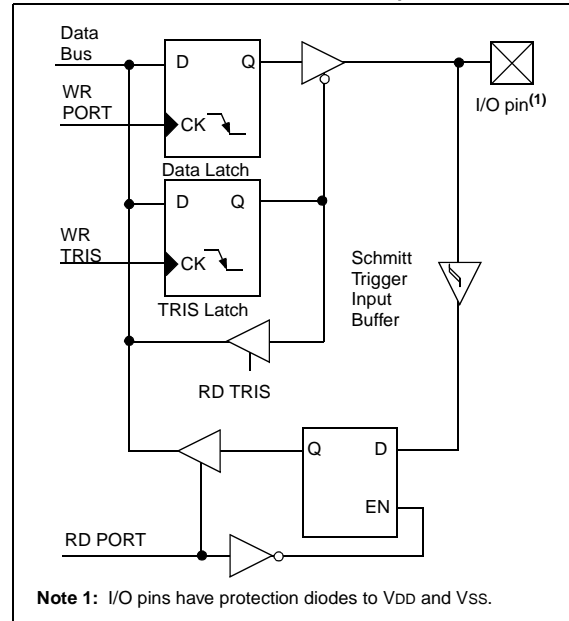 Data
Bus
D
Q
WR
PORT
CK
I/O pin(1)
Data Latch
D
Q
WR
TRIS
CK
TRIS Latch
Schmitt
Trigger
Input
Buffer
RD TRIS
Q
D
EN
RD PORT
Note 1: I/O pins have protection diodes to VDD and VSS.